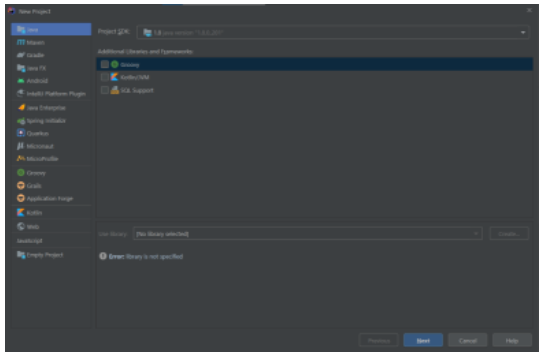 New Project
Java
Maven
Gradle
Java FX
Android
IntelliJ Platform Plugin
Java Enterprise
Spring Initializr
Quarkus
Micronaut
MicroProfile
Groovy
Grails
Application Forge
Kotlin
Web
JavaScript
Empty Project
Project SDK:
1.8 java version "1.8.0_201"
Additional Libraries and Frameworks:
Groovy
Kotlin/JVM
SQL Support
Use library:
[No library selected]
Create...
Error: library is not specified
Previous
Next
Cancel
Help